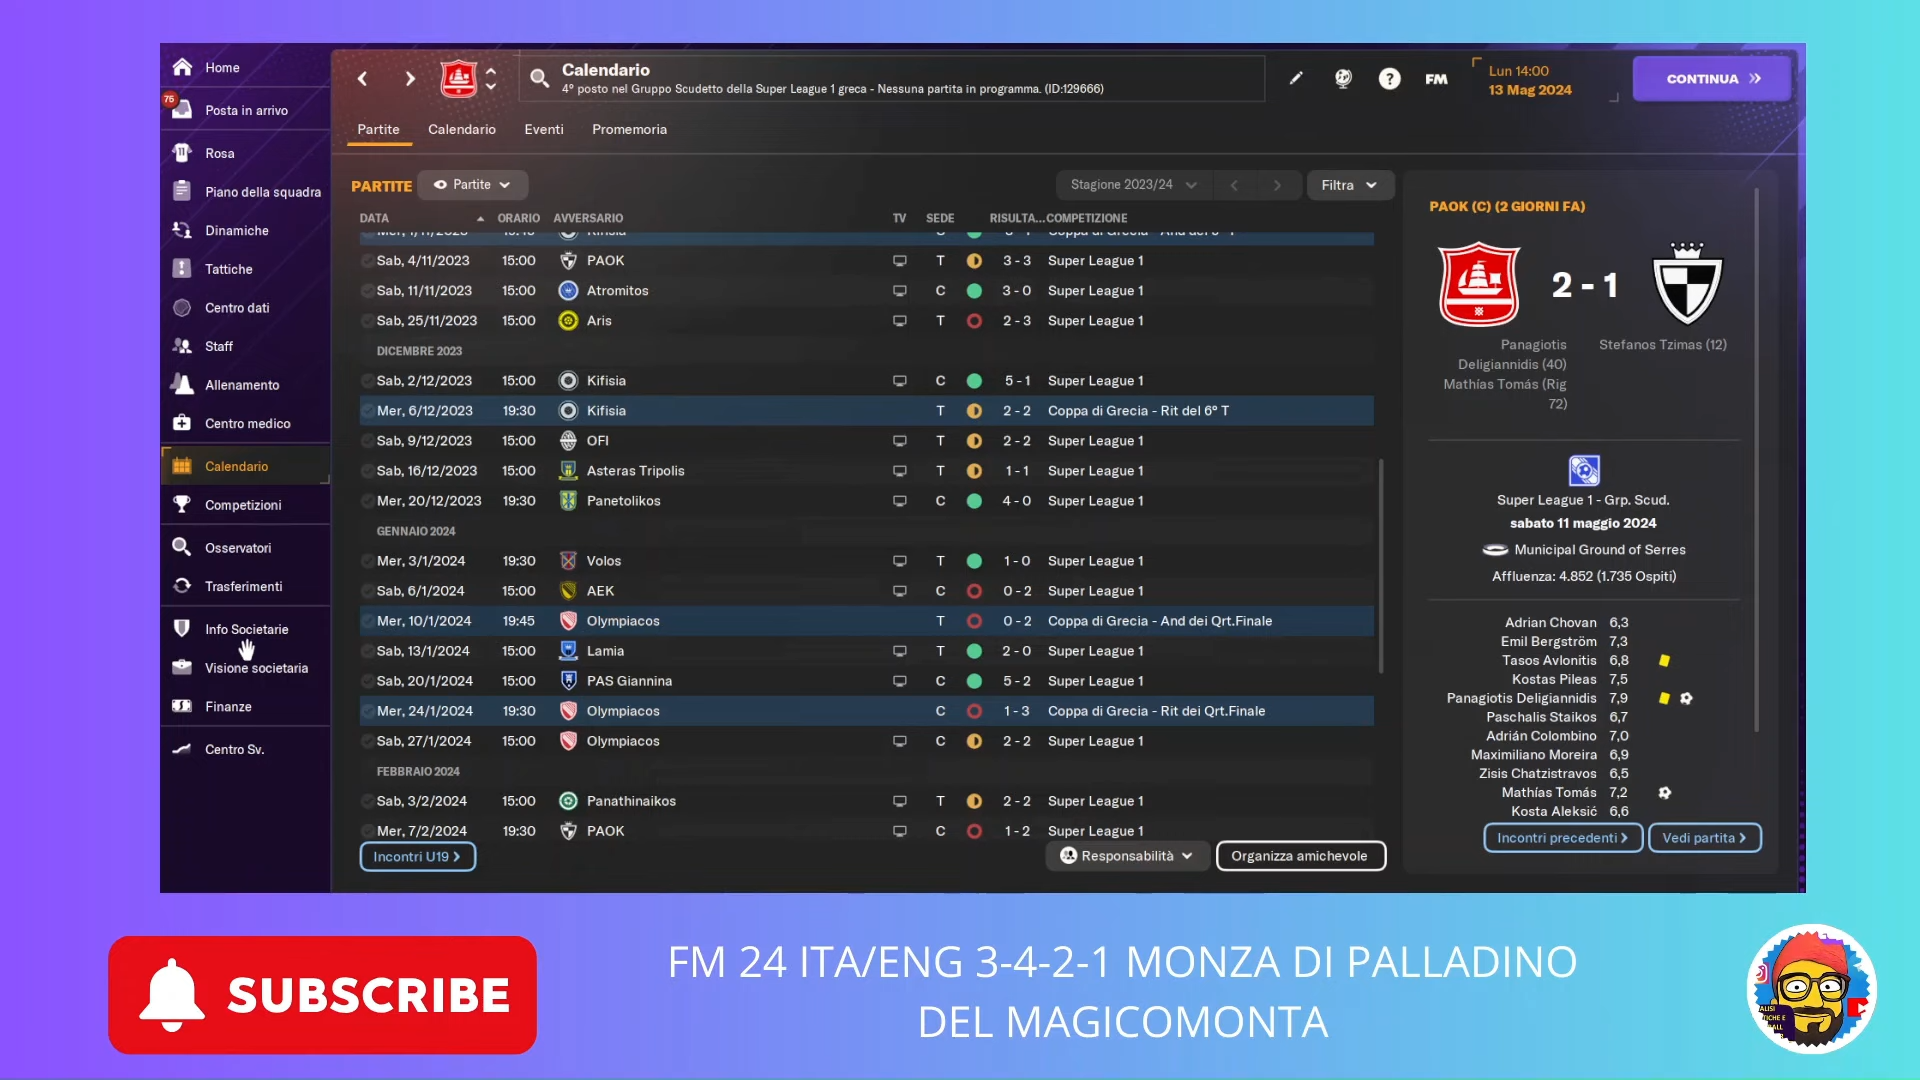 Home
75
Posta in arrivo
Rosa
Piano della squadra
Dinamiche
Tattiche
Centro dati
Staff
Allenamento
Centro medico
Calendario
Competizioni
Osservatori
Trasferimenti
Info Societarie
Visione societaria
Finanze
Centro Sv.
Calendario
4° posto nel Gruppo Scudetto della Super League 1 greca - Nessuna partita in programma. (ID:129666)
FM
Lun 14:00
13 Mag 2024
CONTINUA
Partite Calendario Eventi Promemoria
PARTITE Partite Stagione 2023/24 Filtra
DATA ORARIO AVVERSARIO TV SEDE RISULTA... COMPETIZIONE
Sab, 4/11/2023 15:00 PAOK T 3 - 3 Super League 1
Sab, 11/11/2023 15:00 Atromitos C 3 - 0 Super League 1
Sab, 25/11/2023 15:00 Aris T 2 - 3 Super League 1
DICEMBRE 2023
Sab, 2/12/2023 15:00 Kifisia C 5 - 1 Super League 1
Mer, 6/12/2023 19:30 Kifisia T 2 - 2 Coppa di Grecia - Rit del 6° T
Sab, 9/12/2023 15:00 OFI T 2 - 2 Super League 1
Sab, 16/12/2023 15:00 Asteras Tripolis T 1 - 1 Super League 1
Mer, 20/12/2023 19:30 Panetolikos C 4 - 0 Super League 1
GENNAIO 2024
Mer, 3/1/2024 19:30 Volos T 1 - 0 Super League 1
Sab, 6/1/2024 15:00 AEK C 0 - 2 Super League 1
Mer, 10/1/2024 19:45 Olympiacos T 0 - 2 Coppa di Grecia - And dei Qrt.Finale
Sab, 13/1/2024 15:00 Lamia T 2 - 0 Super League 1
Sab, 20/1/2024 15:00 PAS Giannina C 5 - 2 Super League 1
Mer, 24/1/2024 19:30 Olympiacos C 1 - 3 Coppa di Grecia - Rit dei Qrt.Finale
Sab, 27/1/2024 15:00 Olympiacos C 2 - 2 Super League 1
FEBBRAIO 2024
Sab, 3/2/2024 15:00 Panathinaikos T 2 - 2 Super League 1
Mer, 7/2/2024 19:30 PAOK C 1 - 2 Super League 1
Incontri U19 Responsabilità Organizza amichevole
PAOK (C) (2 GIORNI FA)
2 - 1
Panagiotis
Deligiannidis (40)
Mathías Tomás (Rig
72)
Stefanos Tzimas (12)
Super League 1 - Grp. Scud.
sabato 11 maggio 2024
Municipal Ground of Serres
Affluenza: 4.852 (1.735 Ospiti)
Adrian Chovan 6,3
Emil Bergström 7,3
Tasos Avlonitis 6,8
Kostas Pileas 7,5
Panagiotis Deligiannidis 7,9
Paschalis Staikos 6,7
Adrián Colombino 7,0
Maximiliano Moreira 6,9
Zisis Chatzistravos 6,5
Mathías Tomás 7,2
Kosta Aleksić 6,6
Incontri precedenti Vedi partita
SUBSCRIBE
FM 24 ITA/ENG 3-4-2-1 MONZA DI PALLADINO
DEL MAGICOMONTA